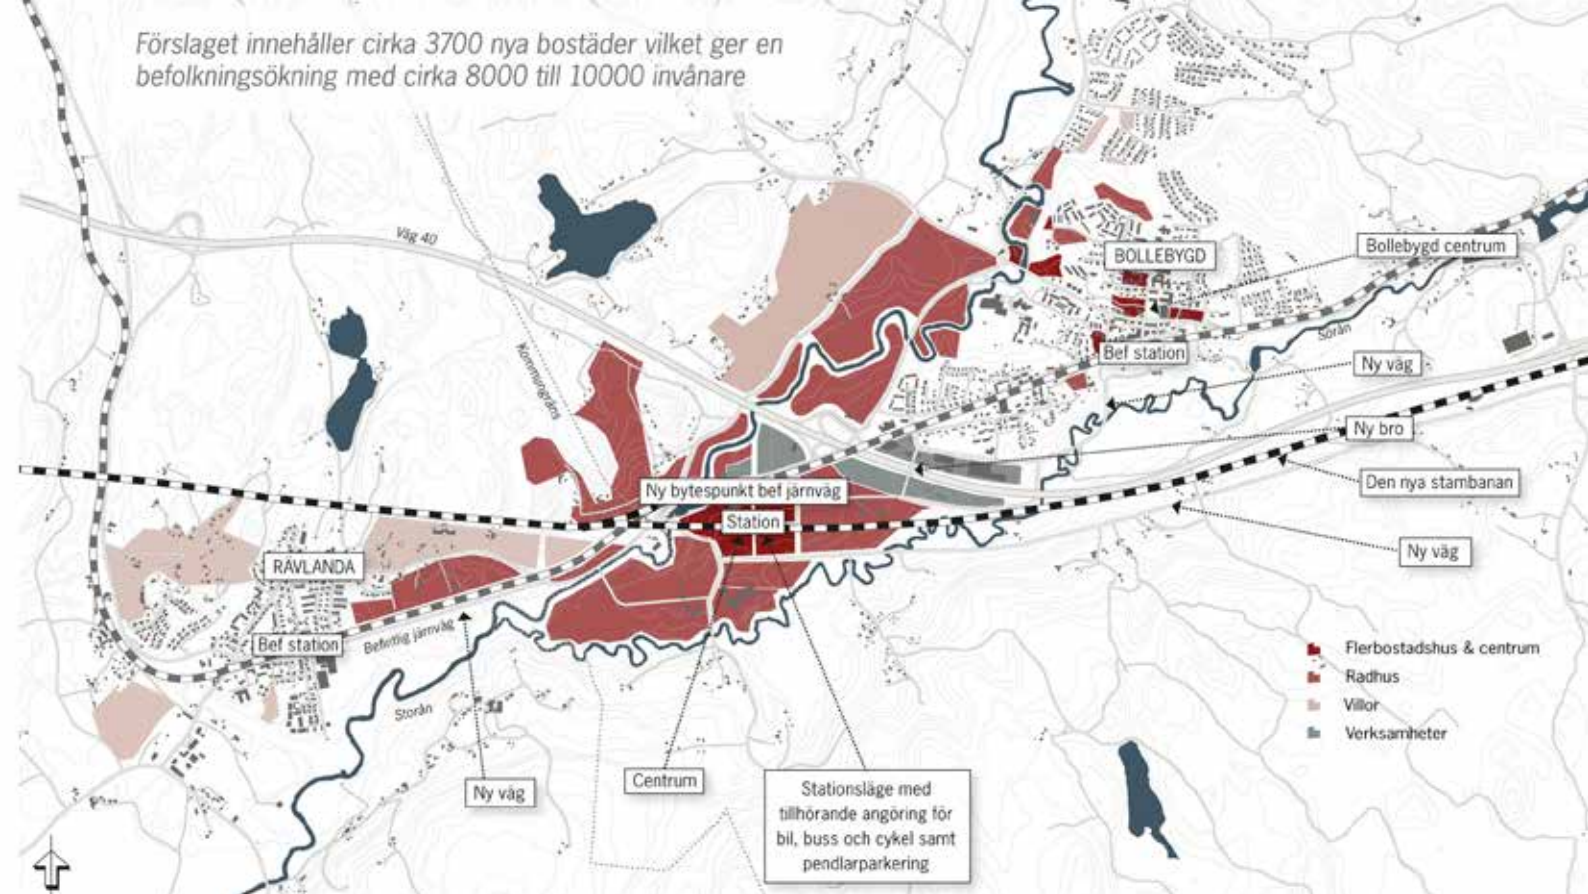 Förslaget innehåller cirka 3700 nya bostäder vilket ger en
befolkningsökning med cirka 8000 till 10000 invånare
Väg 40
BOLLEBYGD
Bollebygd centrum
Sörån
Bef station
Ny väg
Kommungräns
Ny bro
Ny bytespunkt bef järnväg
Den nya stambanan
Station
Ny väg
RÄVLANDA
Bef station
Befintlig järnväg
Storån
Flerbostadshus & centrum
Radhus
Villor
Verksamheter
Ny väg
Centrum
Stationsläge med
tillhörande angöring för
bil, buss och cykel samt
pendlarparkering